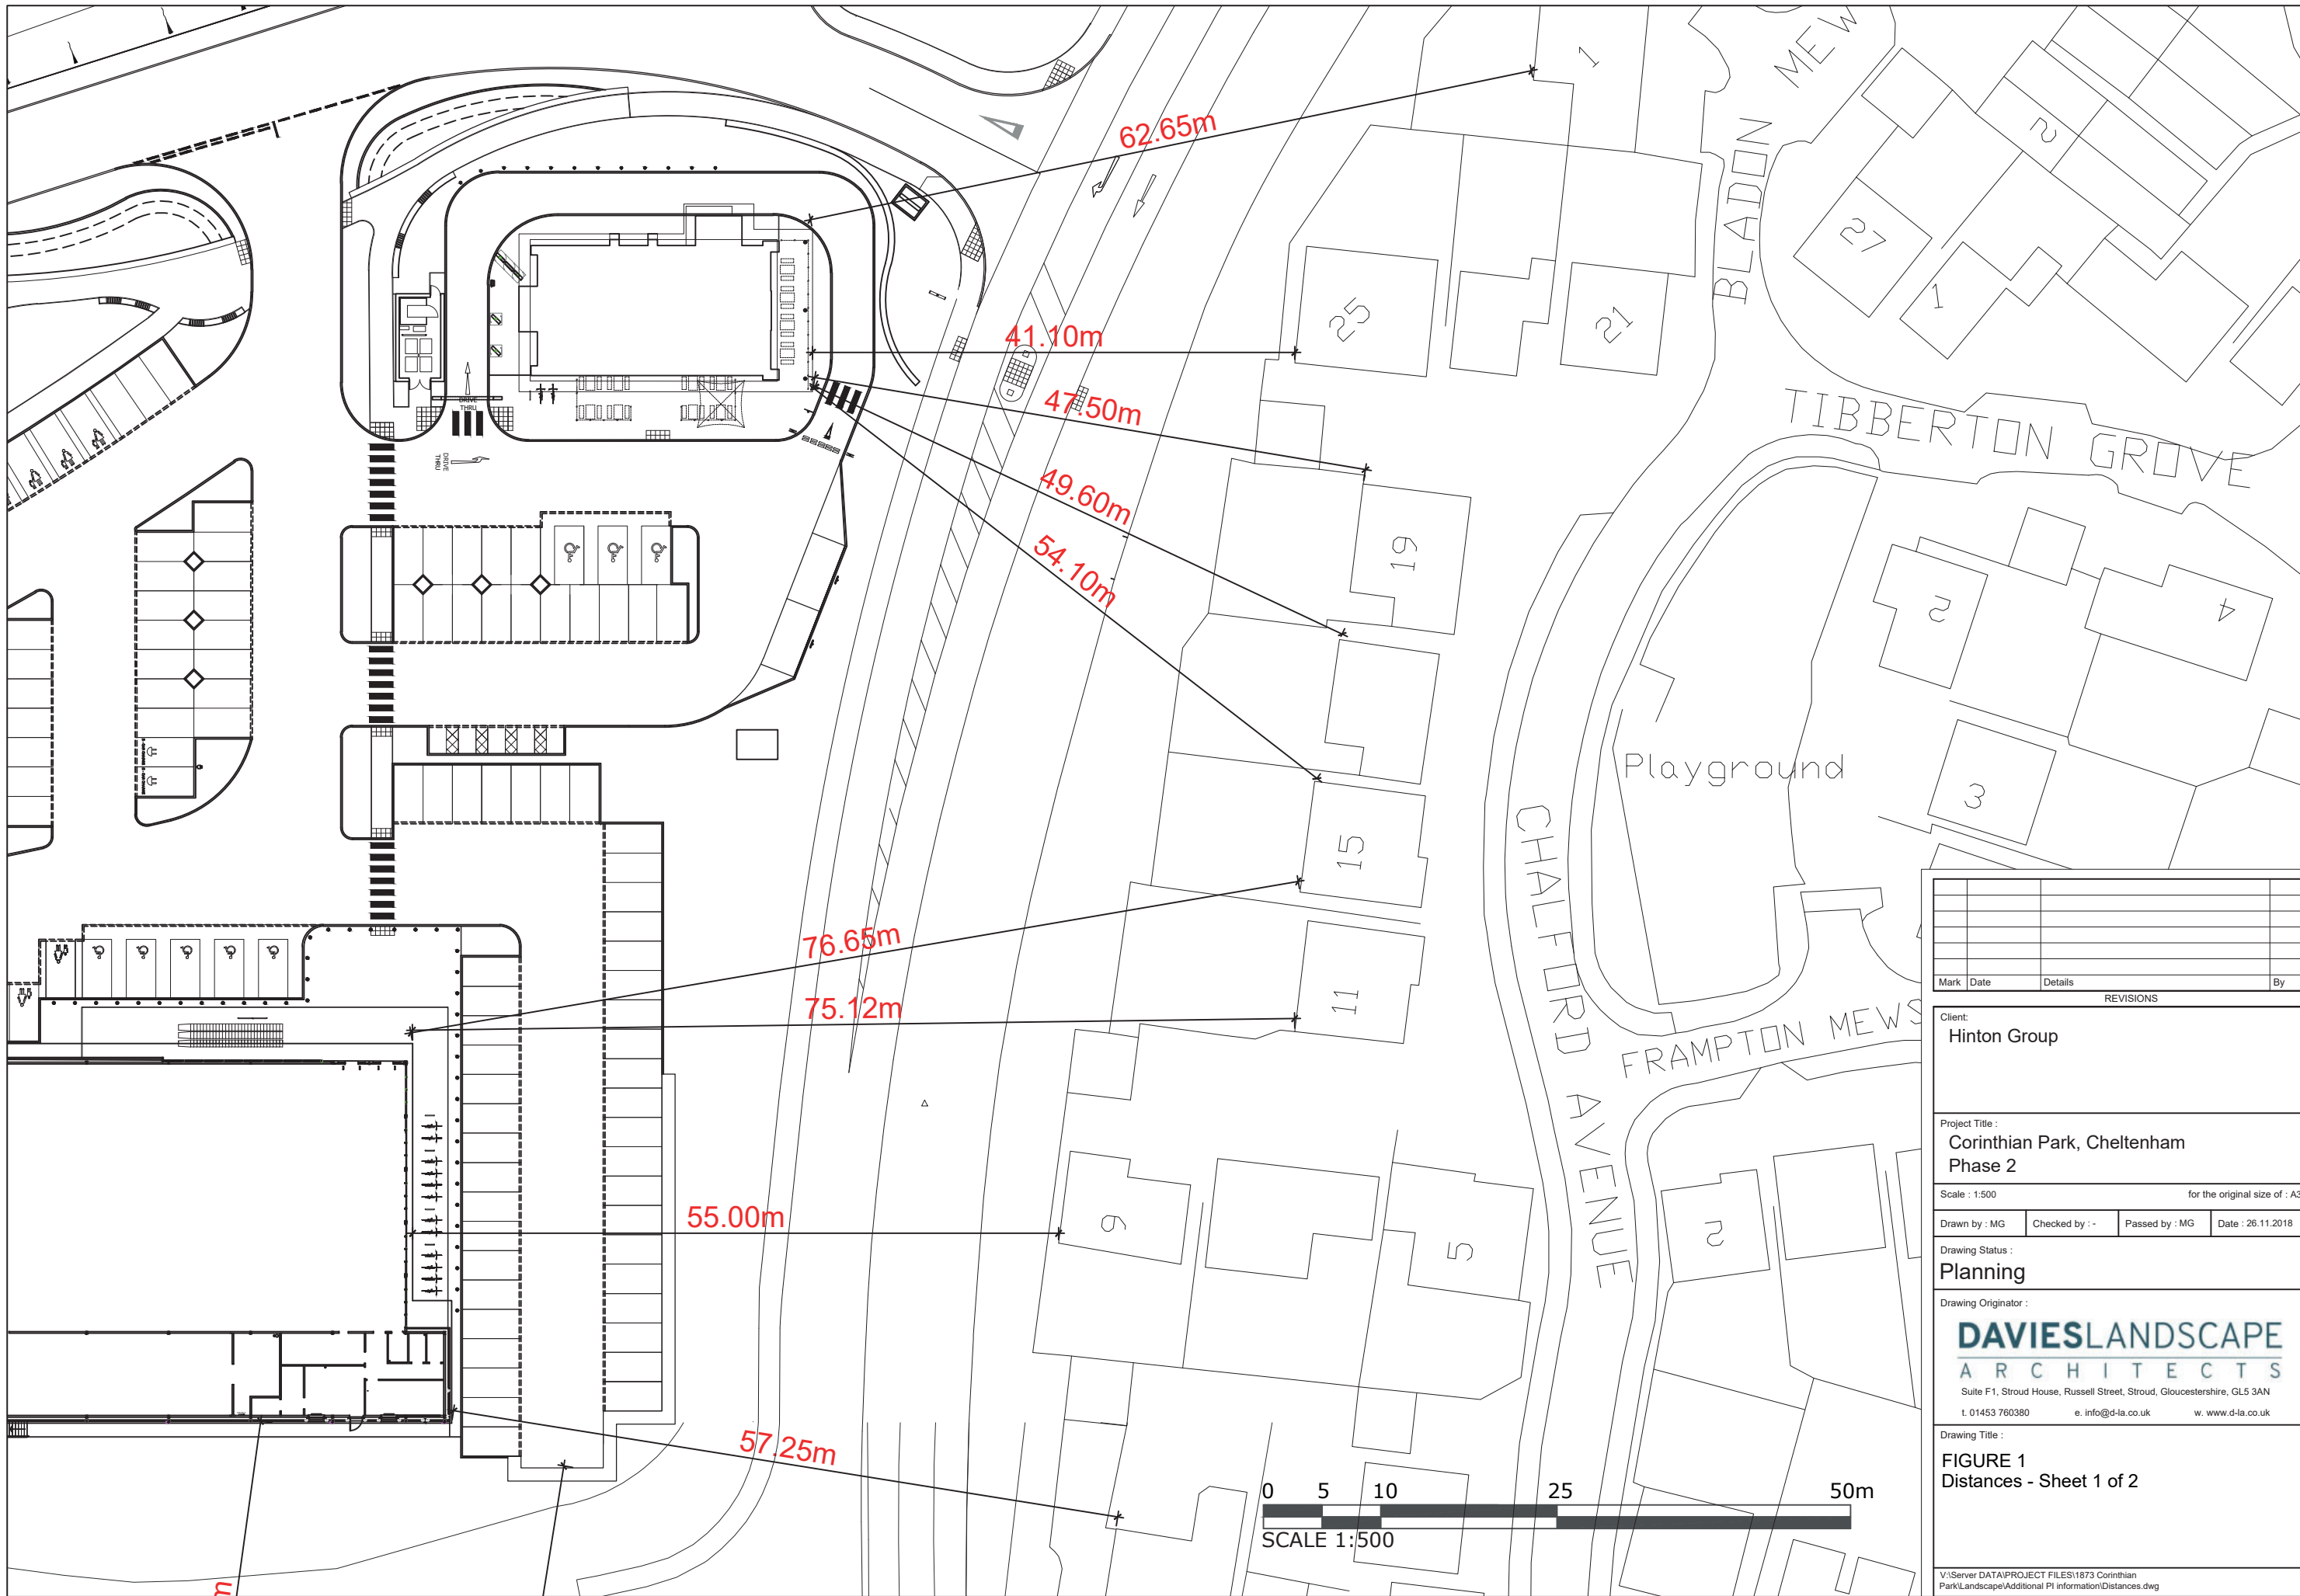 62.65m
41.10m
47.50m
49.60m
54.10m
76.65m
75.12m
55.00m
57.25m
m
DRIVE
THRU
DRIVE
THRU
1
25
21
19
15
11
9
5
2
27
1
2
4
3
2
BLADON MEW
TIBBERTON GROVE
Playground
CHALFORD AVENUE
FRAMPTON MEWS
0 5 10 25 50m
SCALE 1:500
Mark Date Details By
REVISIONS
Client:
Hinton Group
Project Title :
Corinthian Park, Cheltenham
Phase 2
Scale : 1:500 for the original size of : A3
Drawn by : MG Checked by : - Passed by : MG Date : 26.11.2018
Drawing Status :
Planning
Drawing Originator :
DAVIESLANDSCAPE
ARCHITECTS
Suite F1, Stroud House, Russell Street, Stroud, Gloucestershire, GL5 3AN
t. 01453 760380 e. info@d-la.co.uk w. www.d-la.co.uk
Drawing Title :
FIGURE 1
Distances - Sheet 1 of 2
V:\Server DATA\PROJECT FILES\1873 Corinthian
Park\Landscape\Additional PI information\Distances.dwg